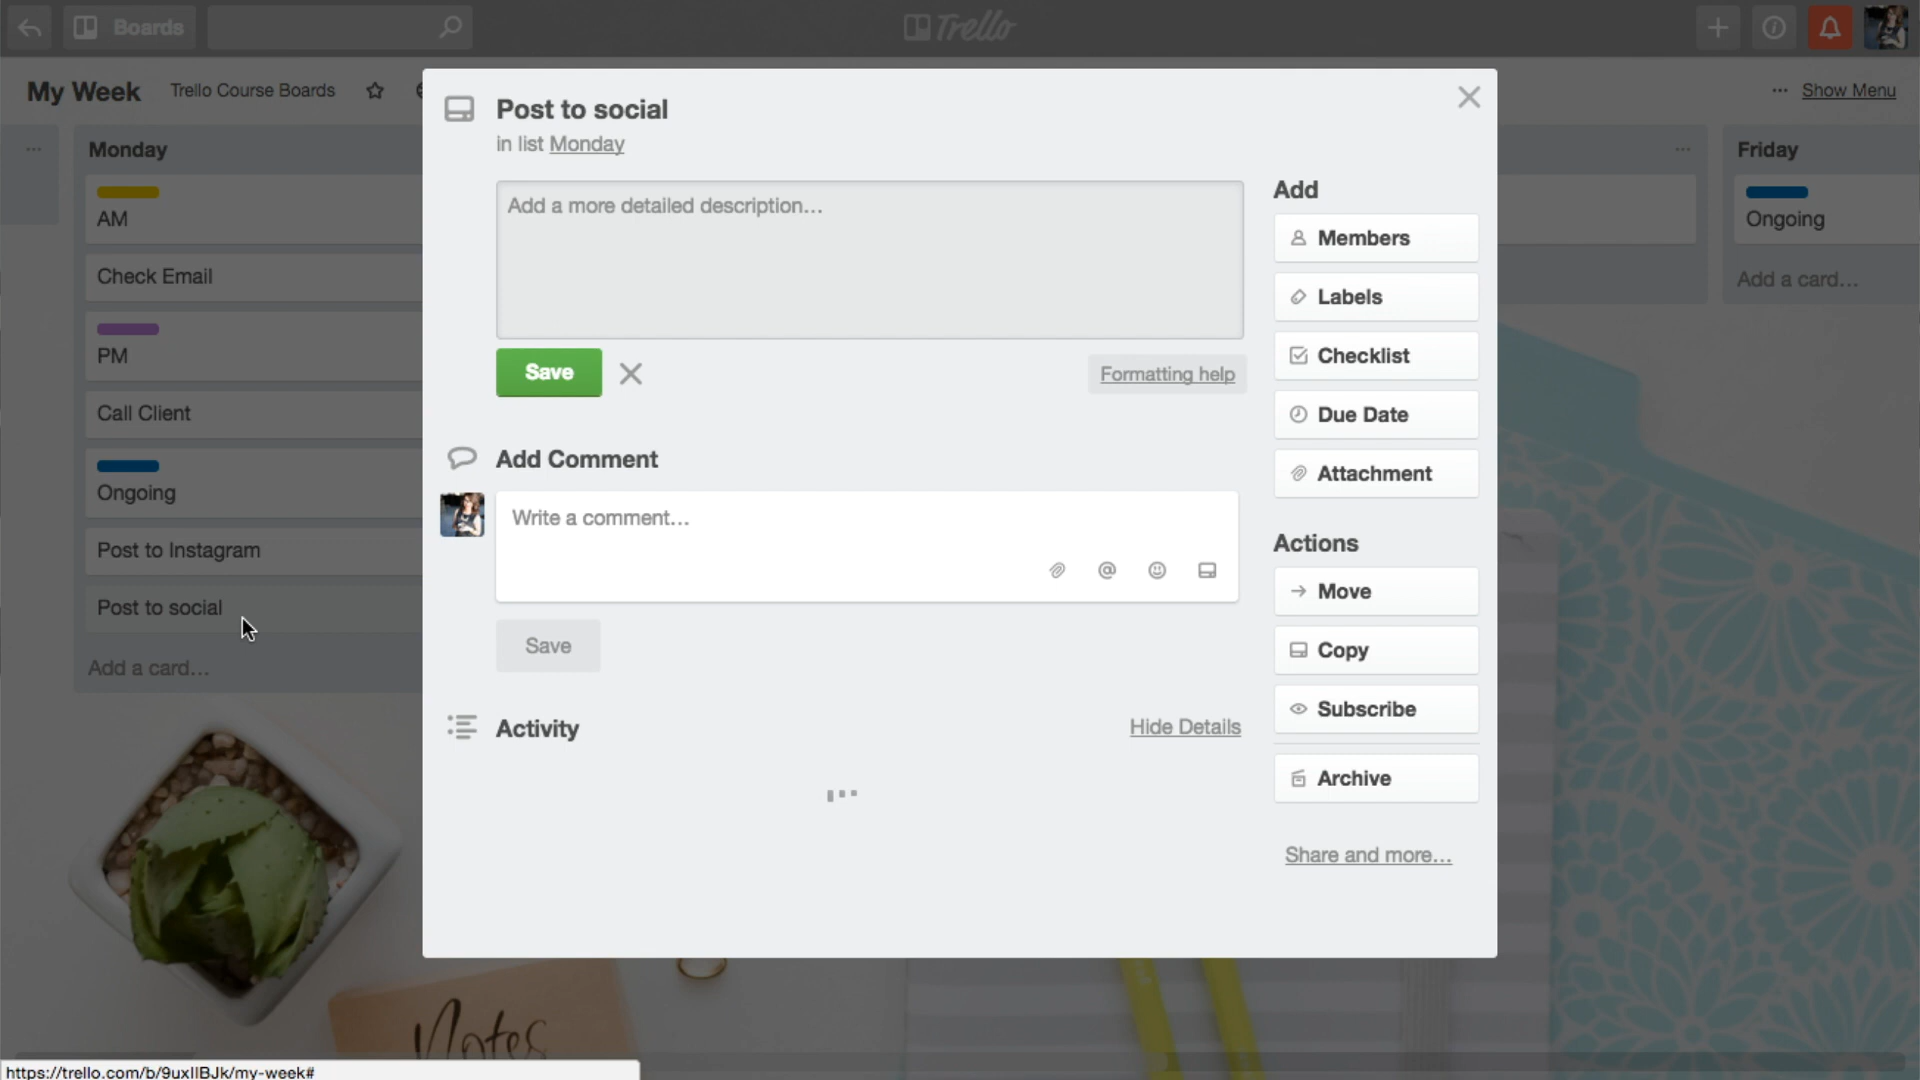 Boards
Trello
My Week
Trello Course Boards
Show Menu
Monday
AM
Check Email
PM
Call Client
Ongoing
Post to Instagram
Post to social
Add a card...
Post to social
in list Monday
Add a more detailed description...
Save
Formatting help
Add Comment
Write a comment...
Save
Activity
Hide Details
Add
Members
Labels
Checklist
Due Date
Attachment
Actions
Move
Copy
Subscribe
Archive
Share and more...
Friday
Ongoing
Add a card...
Notes
https://trello.com/b/9uxIIBJk/my-week#